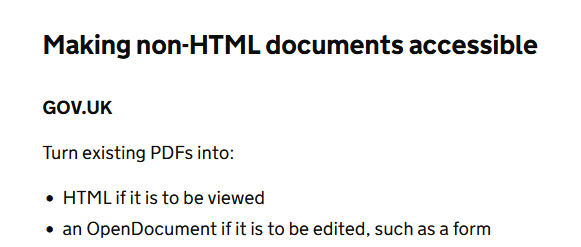 Making non-HTML documents accessible
GOV.UK
Turn existing PDFs into:
• HTML if it is to be viewed
• an OpenDocument if it is to be edited, such as a form